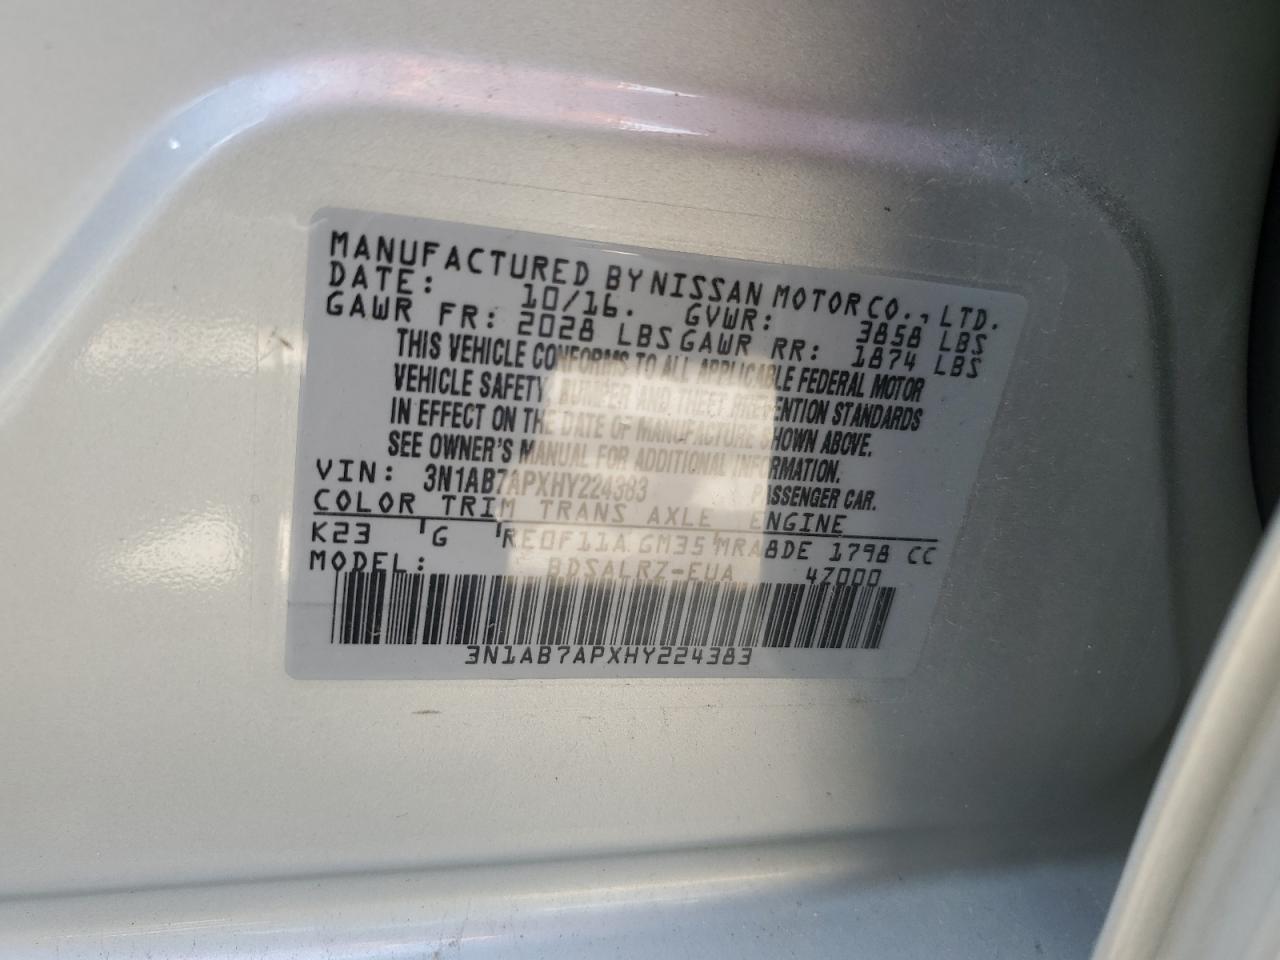 MANUFACTURED BY NISSAN MOTOR CO., LTD.
DATE: 10/16. GVWR: 3858 LBS
GAWR FR: 2028 LBS GAWR RR: 1874 LBS
THIS VEHICLE CONFORMS TO ALL APPLICABLE FEDERAL MOTOR
VEHICLE SAFETY, BUMPER AND THEFT PREVENTION STANDARDS
IN EFFECT ON THE DATE OF MANUFACTURE SHOWN ABOVE.
SEE OWNER'S MANUAL FOR ADDITIONAL INFORMATION.
VIN: 3N1AB7APXHY224383 PASSENGER CAR.
COLOR TRIM TRANS AXLE ENGINE
K23 G RE0F11A GM35 MRA8DE 1798 CC
MODEL: BDSALRZ-EUA 4Z000
3N1AB7APXHY224383